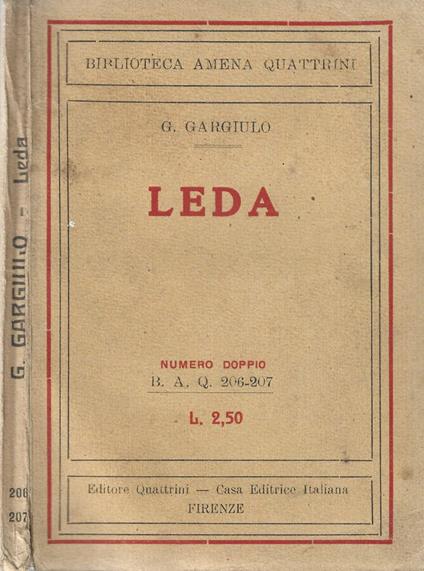 BIBLIOTECA AMENA QUATTRINI
G. GARGIULO
LEDA
NUMERO DOPPIO
B. A. Q. 206-207
L. 2,50
Editore Quattrini — Casa Editrice Italiana
FIRENZE
G. GARGIULO - Leda
206
207